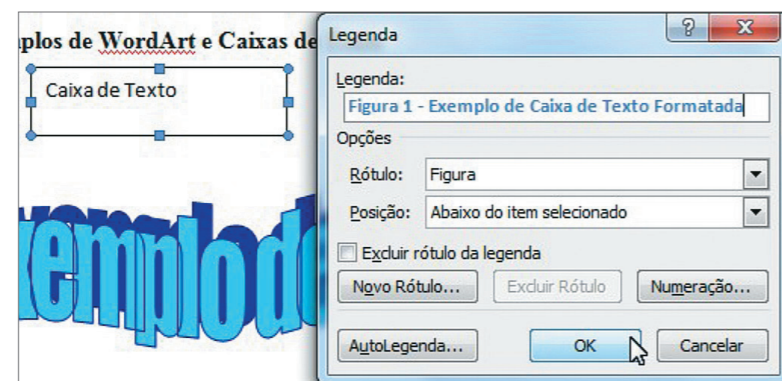 plos de WordArt e Caixas de
Caixa de Texto
xemplo de
Legenda
Legenda:
Figura 1 - Exemplo de Caixa de Texto Formatada
Opções
Rótulo: Figura
Posição: Abaixo do item selecionado
Excluir rótulo da legenda
Novo Rótulo... Excluir Rótulo Numeração...
AutoLegenda... OK Cancelar